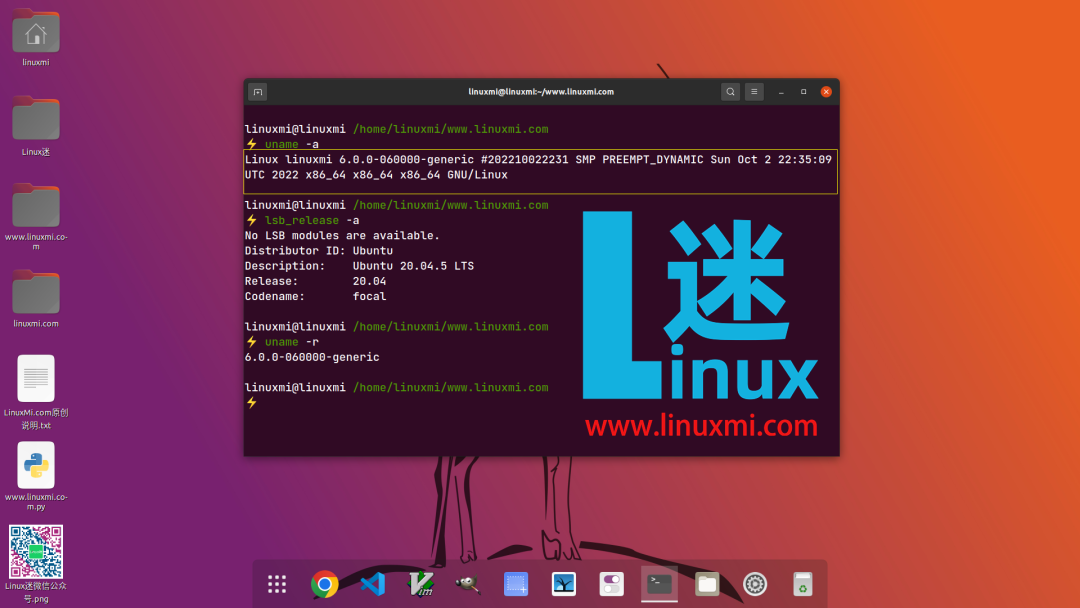 linuxmi
Linux迷
www.linuxmi.co-
m
linuxmi.com
LinuxMi.com原创
说明.txt
www.linuxmi.co-
m.py
Linux迷微信公众
号.png
linuxmi@linuxmi:~/www.linuxmi.com
linuxmi@linuxmi /home/linuxmi/www.linuxmi.com
⚡ uname -a
Linux linuxmi 6.0.0-060000-generic #202210022231 SMP PREEMPT_DYNAMIC Sun Oct 2 22:35:09
UTC 2022 x86_64 x86_64 x86_64 GNU/Linux
linuxmi@linuxmi /home/linuxmi/www.linuxmi.com
⚡ lsb_release -a
No LSB modules are available.
Distributor ID: Ubuntu
Description:    Ubuntu 20.04.5 LTS
Release:        20.04
Codename:       focal
linuxmi@linuxmi /home/linuxmi/www.linuxmi.com
⚡ uname -r
6.0.0-060000-generic
linuxmi@linuxmi /home/linuxmi/www.linuxmi.com
⚡
迷
Linux
www.linuxmi.com
Vim
>_